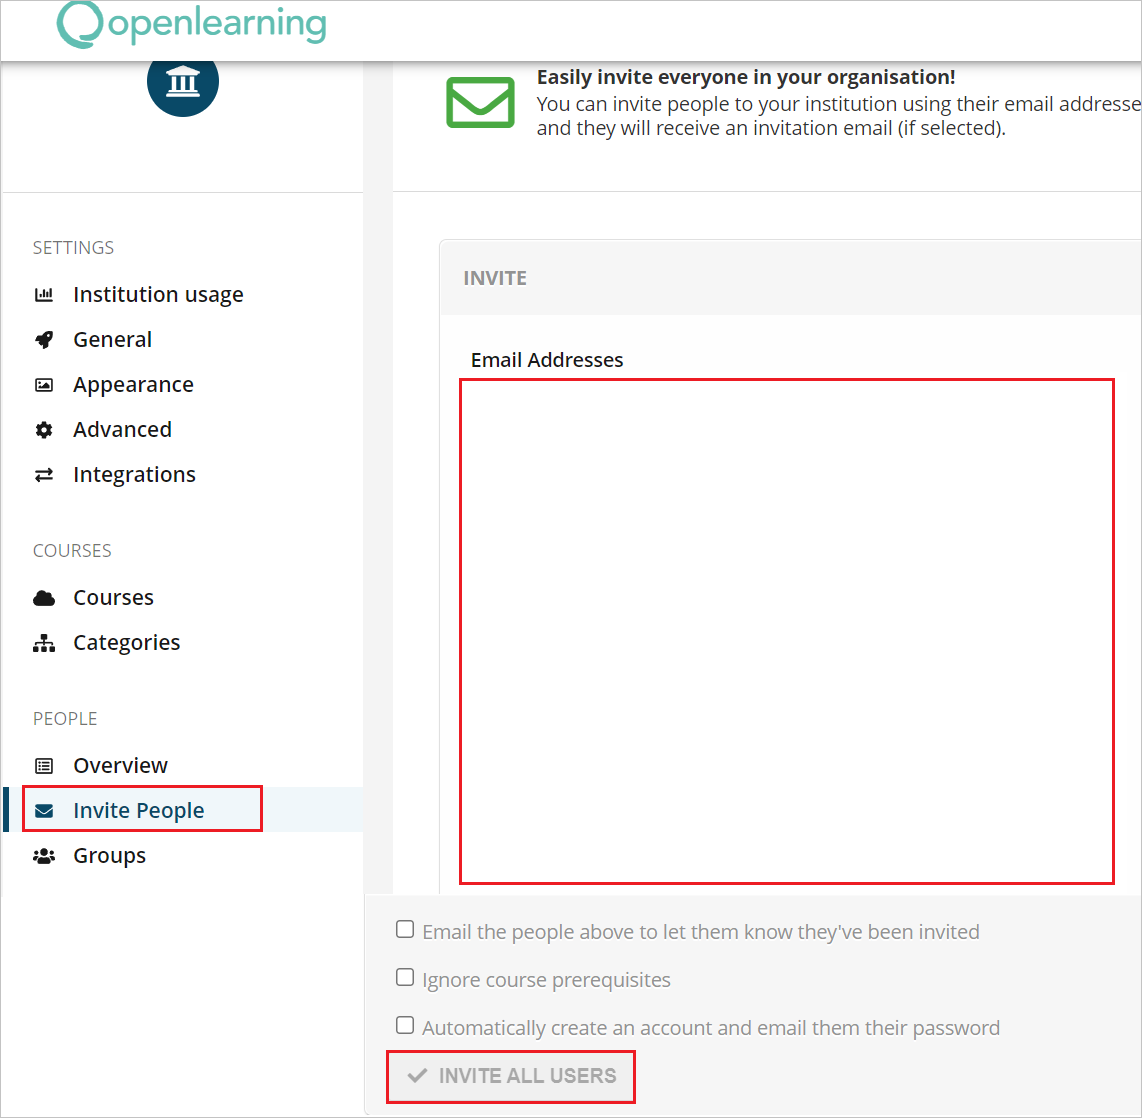 openlearning
Easily invite everyone in your organisation!
You can invite people to your institution using their email addresse
and they will receive an invitation email (if selected).
SETTINGS
Institution usage
General
Appearance
Advanced
Integrations
COURSES
Courses
Categories
PEOPLE
Overview
Invite People
Groups
INVITE
Email Addresses
Email the people above to let them know they've been invited
Ignore course prerequisites
Automatically create an account and email them their password
INVITE ALL USERS